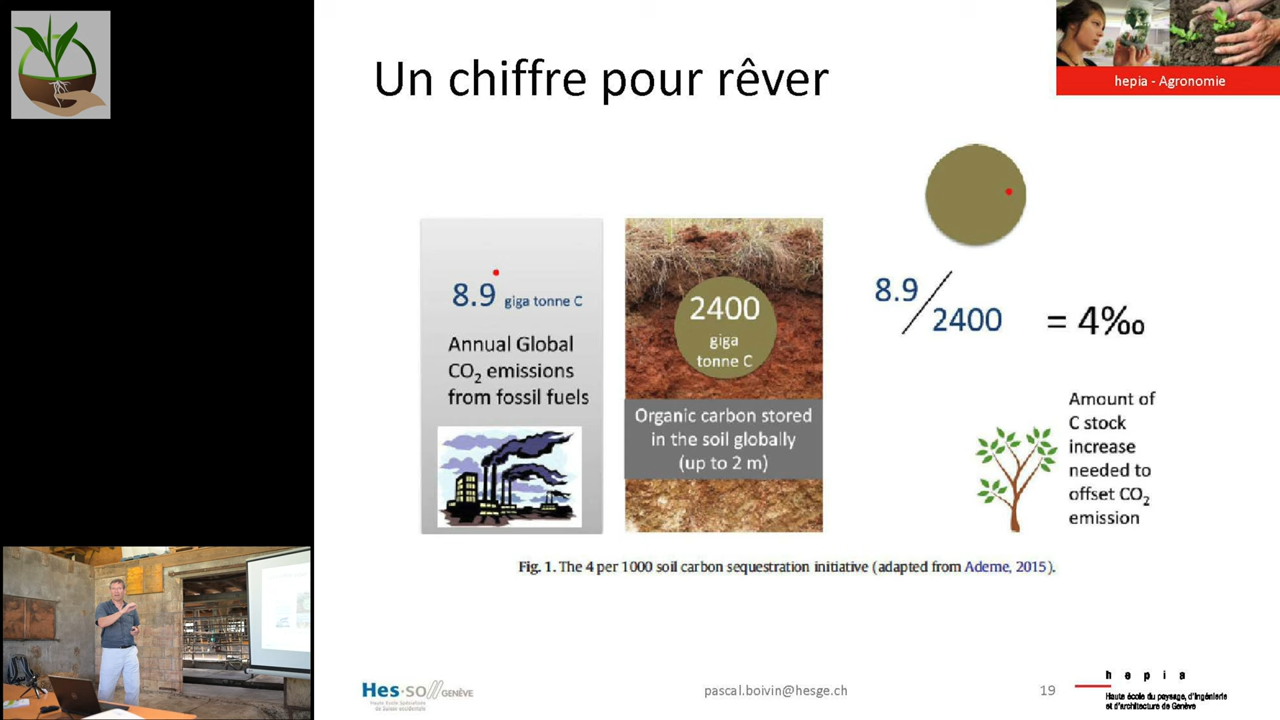 Un chiffre pour rêver
hepia - Agronomie
8.9 giga tonne C
Annual Global
CO₂ emissions
from fossil fuels
2400
giga
tonne C
Organic carbon stored
in the soil globally
(up to 2 m)
8.9/2400 = 4‰
Amount of
C stock
increase
needed to
offset CO₂
emission
Fig. 1. The 4 per 1000 soil carbon sequestration initiative (adapted from Ademe, 2015).
Hes·so// GENÈVE
Haute Ecole Spécialisée
de Suisse occidentale
pascal.boivin@hesge.ch
19
h e p i a
Haute école du paysage, d'ingénierie
et d'architecture de Genève